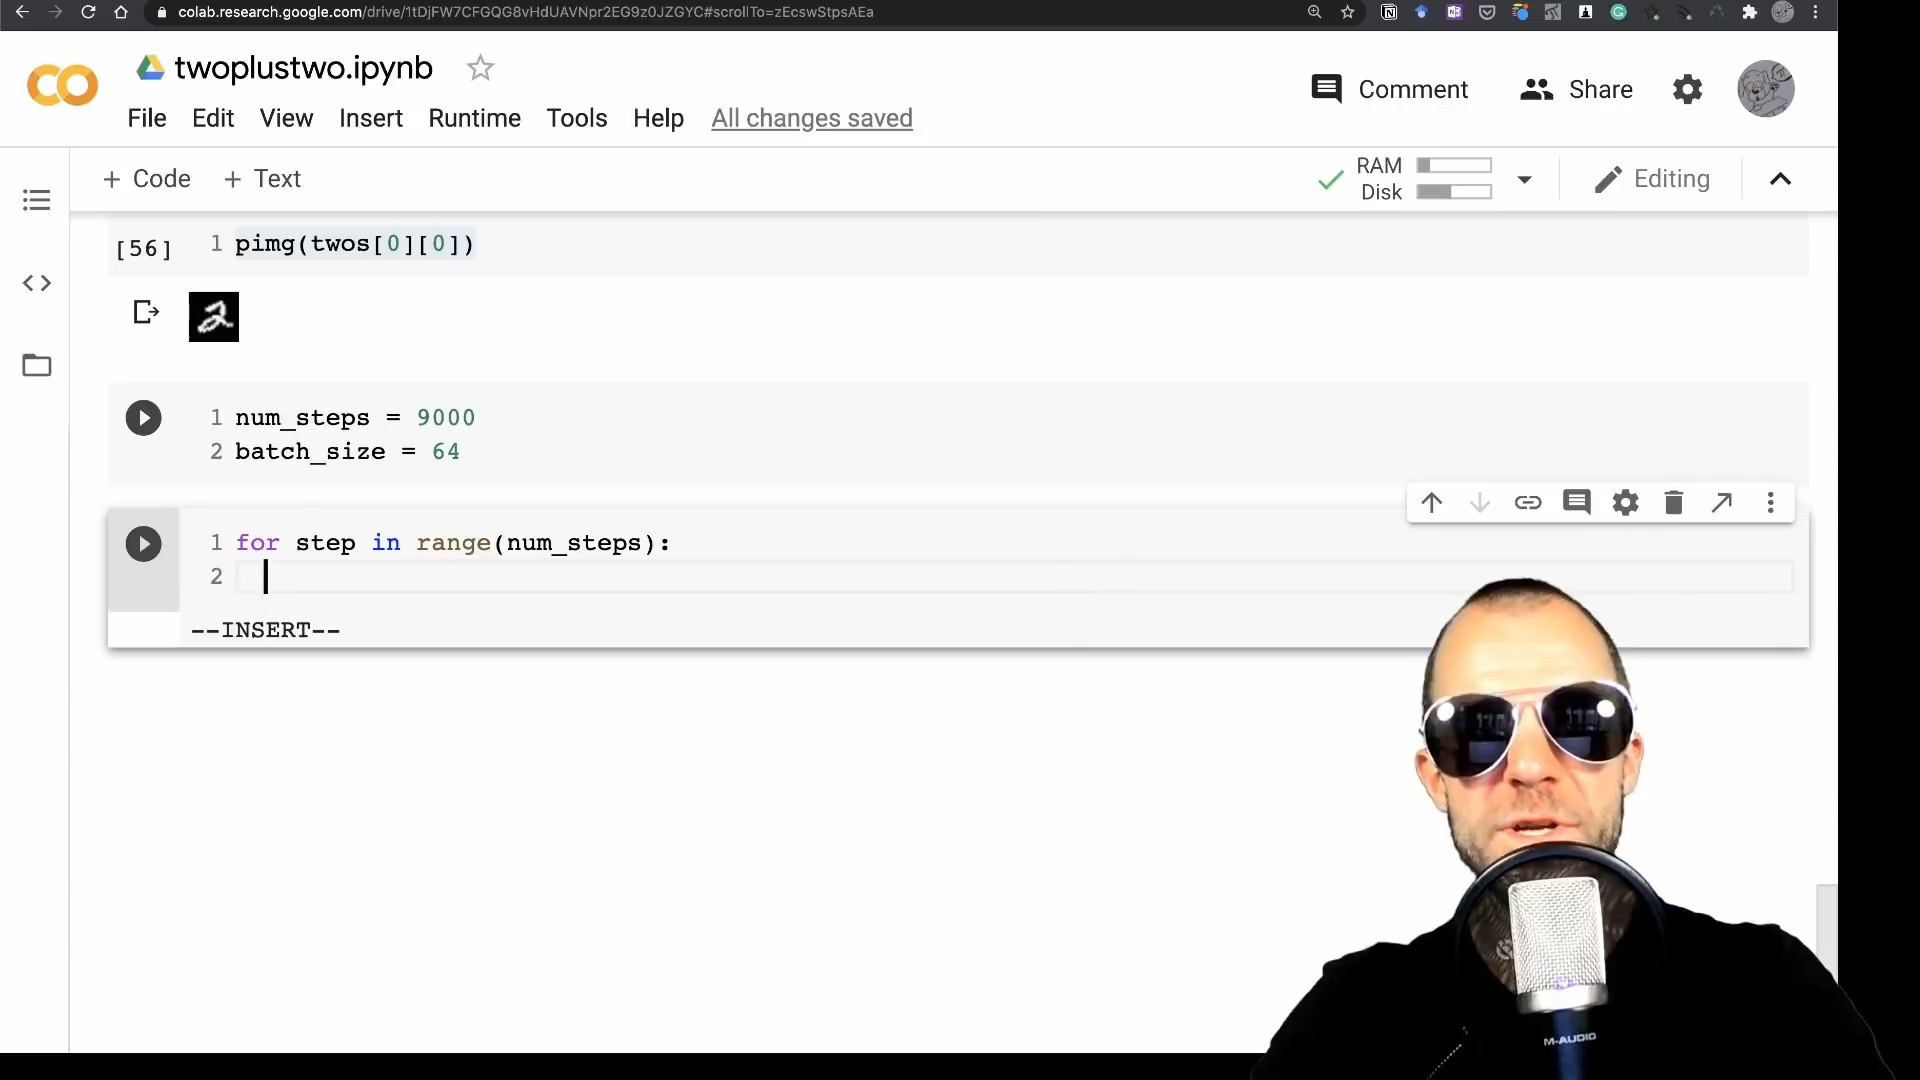 colab.research.google.com/drive/1tDjFW7CFGQG8vHdUAVNpr2EG9z0JZGYC#scrollTo=zEcswStpsAEa
twoplustwo.ipynb
Comment
Share
File Edit View Insert Runtime Tools Help All changes saved
+ Code + Text
RAM
Disk
Editing
[56] 1 pimg(twos[0][0])
2
1 num_steps = 9000
2 batch_size = 64
1 for step in range(num_steps):
2
--INSERT--
M-AUDIO